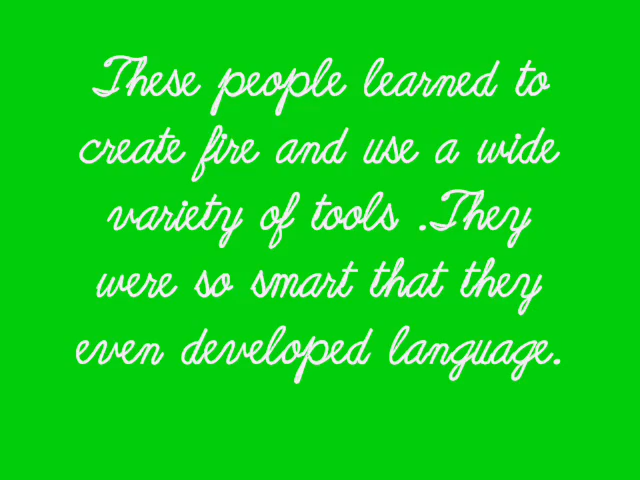 These people learned to
create fire and use a wide
variety of tools .They
were so smart that they
even developed language.